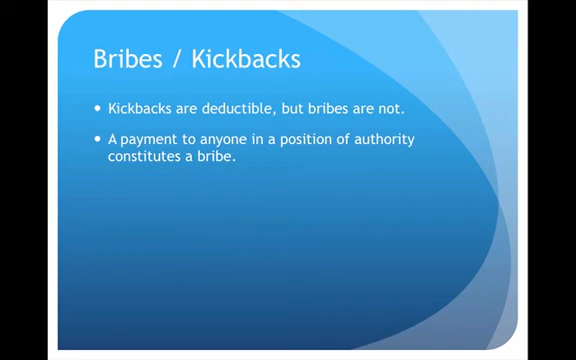 Bribes / Kickbacks
• Kickbacks are deductible, but bribes are not.
• A payment to anyone in a position of authority
constitutes a bribe.